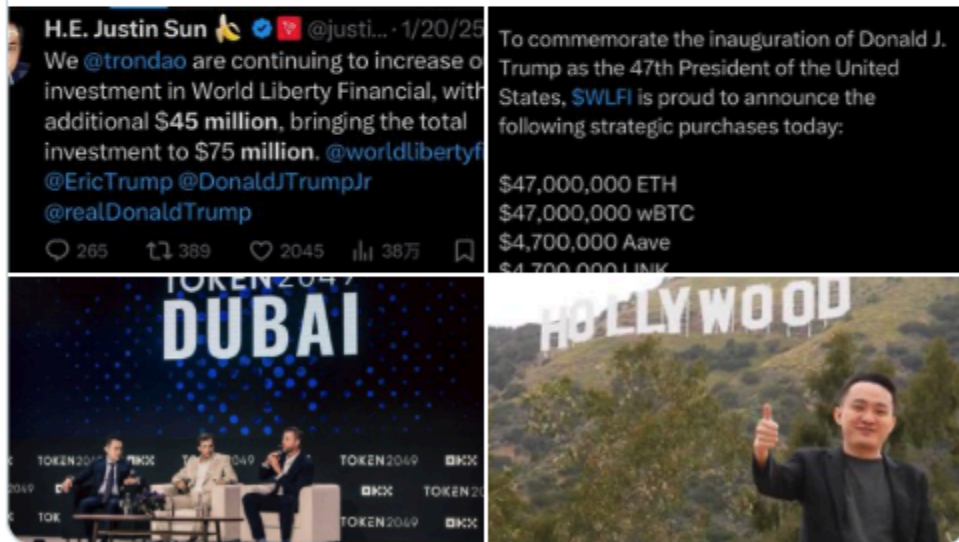 H.E. Justin Sun 🍌 @justi... · 1/20/25
We @trondao are continuing to increase o
investment in World Liberty Financial, with
additional $45 million, bringing the total
investment to $75 million. @worldlibertyf
@EricTrump @DonaldJTrumpJr
@realDonaldTrump
265 389 2045 38万
To commemorate the inauguration of Donald J.
Trump as the 47th President of the United
States, $WLFI is proud to announce the
following strategic purchases today:
$47,000,000 ETH
$47,000,000 wBTC
$4,700,000 Aave
$4,700,000 LINK
TOKEN2049
DUBAI
TOKEN2049
OKX
TOKEN2049
OKX
TOKEN2049
HOLLYWOOD